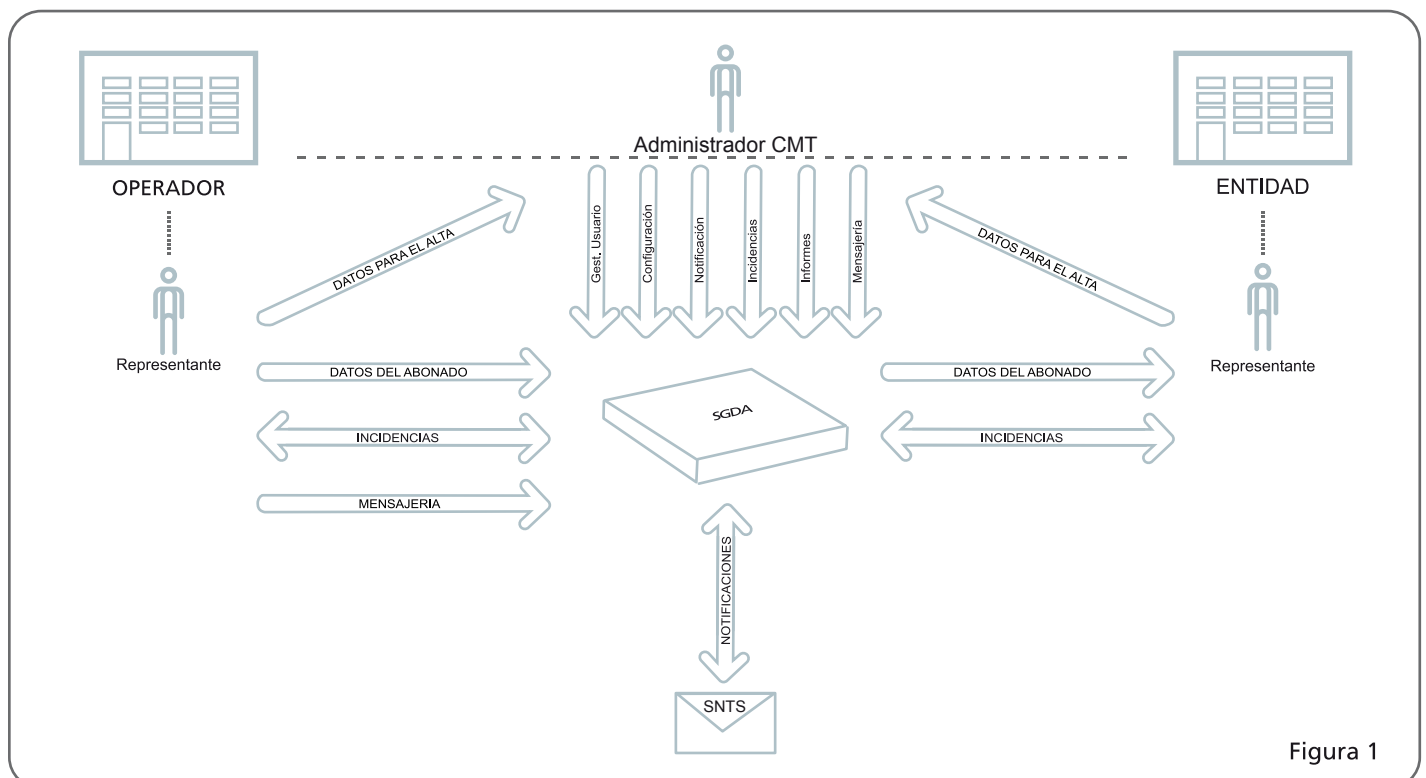 Administrador CMT
OPERADOR
ENTIDAD
DATOS PARA EL ALTA
Gest. Usuario
Configuración
Notificación
Incidencias
Informes
Mensajería
DATOS PARA EL ALTA
Representante
Representante
DATOS DEL ABONADO
DATOS DEL ABONADO
SGDA
INCIDENCIAS
INCIDENCIAS
MENSAJERIA
NOTIFICACIONES
SNTS
Figura 1